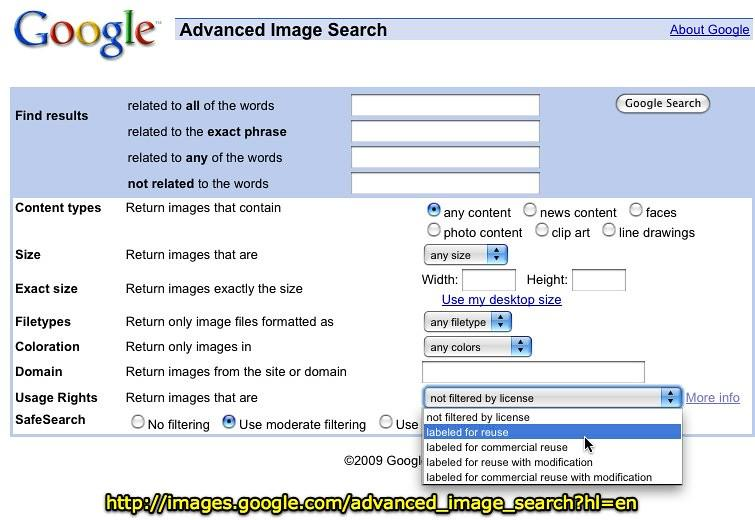 Google™
Advanced Image Search
About Google
Find results
related to all of the words
Google Search
related to the exact phrase
related to any of the words
not related to the words
Content types Return images that contain any content news content faces
photo content clip art line drawings
Size Return images that are any size
Exact size Return images exactly the size Width: Height:
Use my desktop size
Filetypes Return only image files formatted as any filetype
Coloration Return only images in any colors
Domain Return images from the site or domain
Usage Rights Return images that are not filtered by license More info
SafeSearch No filtering Use moderate filtering Use
not filtered by license
labeled for reuse
labeled for commercial reuse
labeled for reuse with modification
labeled for commercial reuse with modification
©2009 Googl
http://images.google.com/advanced_image_search?hl=en